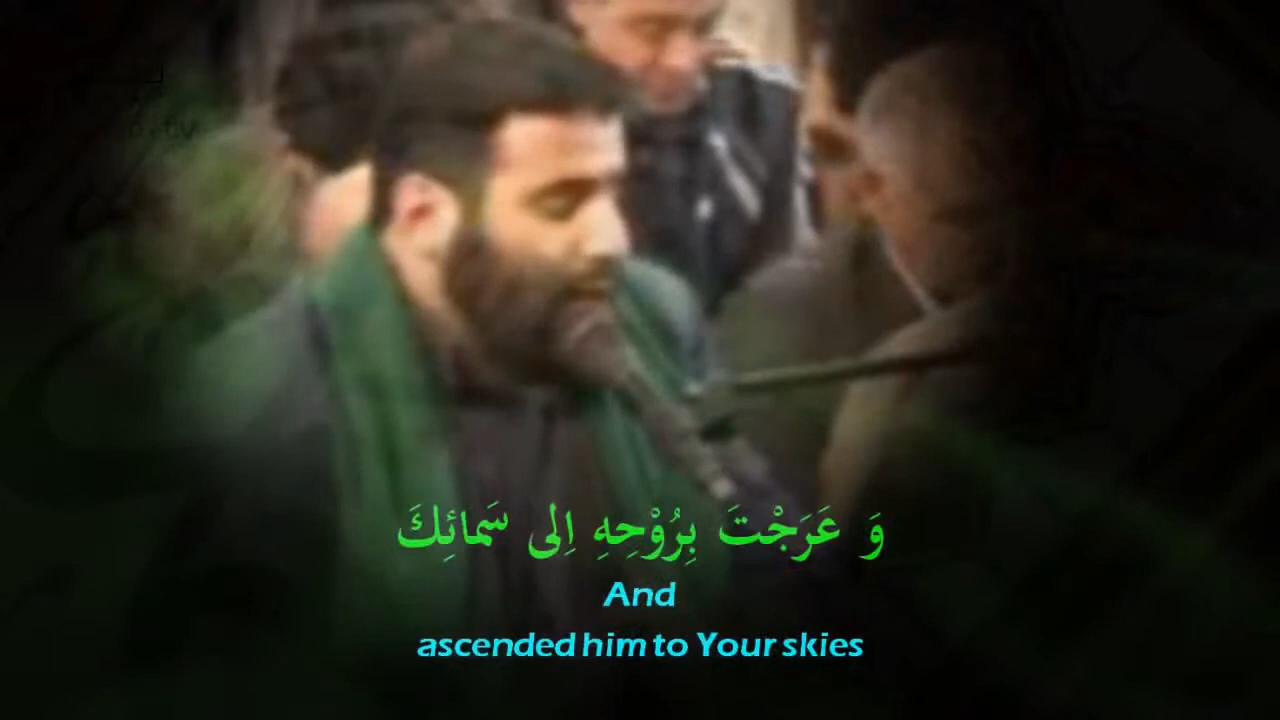 وَ عَرَجْتَ بِرُوْحِهِ اِلى سَمائِكَ
And
ascended him to Your skies